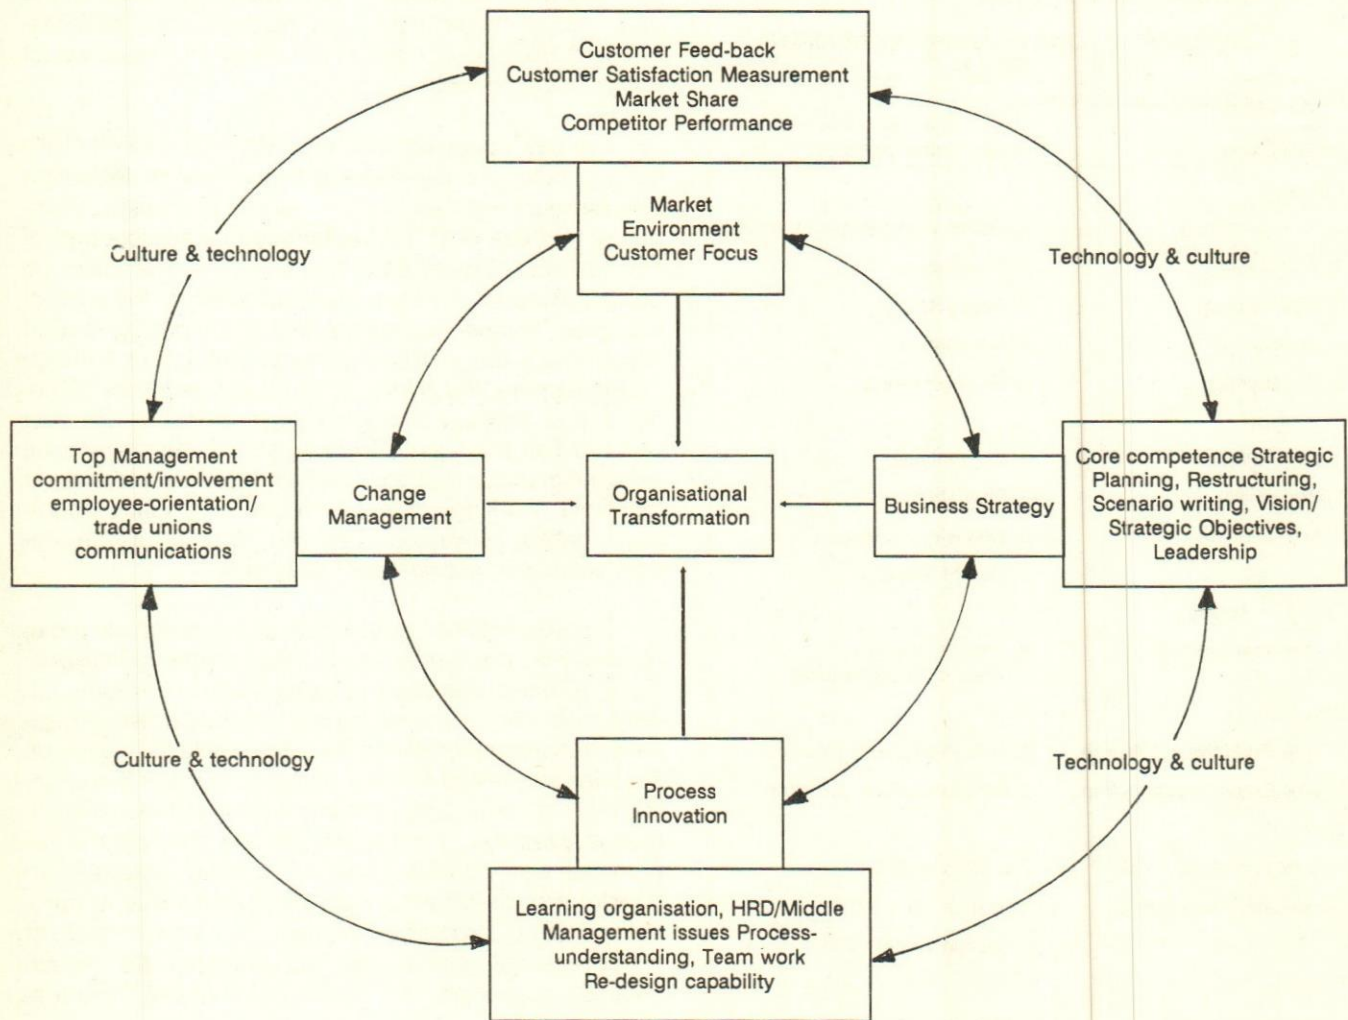 Customer Feed-back
Customer Satisfaction Measurement
Market Share
Competitor Performance
Market
Environment
Customer Focus
Culture & technology
Technology & culture
Top Management
commitment/involvement
employee-orientation/
trade unions
communications
Change
Management
Organisational
Transformation
Business Strategy
Core competence Strategic
Planning, Restructuring,
Scenario writing, Vision/
Strategic Objectives,
Leadership
Culture & technology
Technology & culture
Process
Innovation
Learning organisation, HRD/Middle
Management issues Process-
understanding, Team work
Re-design capability